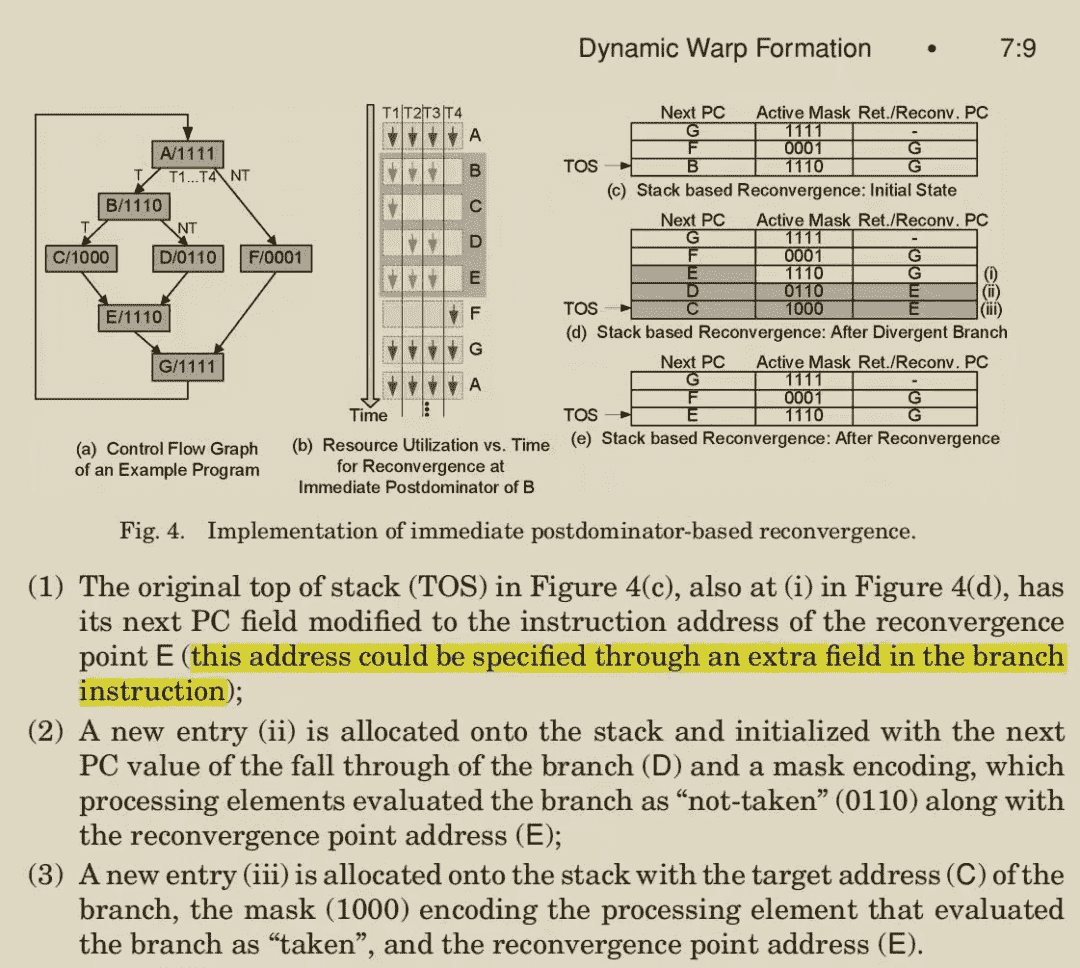 Dynamic Warp Formation • 7:9
A/1111
T T1...T4 NT
B/1110
T NT
C/1000 D/0110 F/0001
E/1110
G/1111
(a) Control Flow Graph
of an Example Program
T1 T2 T3 T4
A
B
C
D
E
F
G
A
Time
(b) Resource Utilization vs. Time
for Reconvergence at
Immediate Postdominator of B
Next PC Active Mask Ret./Reconv. PC
G 1111 -
F 0001 G
TOS B 1110 G
(c) Stack based Reconvergence: Initial State
Next PC Active Mask Ret./Reconv. PC
G 1111 -
F 0001 G
E 1110 G (i)
D 0110 E (ii)
TOS C 1000 E (iii)
(d) Stack based Reconvergence: After Divergent Branch
Next PC Active Mask Ret./Reconv. PC
G 1111 -
F 0001 G
TOS E 1110 G
(e) Stack based Reconvergence: After Reconvergence
Fig. 4. Implementation of immediate postdominator-based reconvergence.
(1) The original top of stack (TOS) in Figure 4(c), also at (i) in Figure 4(d), has
its next PC field modified to the instruction address of the reconvergence
point E (this address could be specified through an extra field in the branch
instruction);
(2) A new entry (ii) is allocated onto the stack and initialized with the next
PC value of the fall through of the branch (D) and a mask encoding, which
processing elements evaluated the branch as “not-taken” (0110) along with
the reconvergence point address (E);
(3) A new entry (iii) is allocated onto the stack with the target address (C) of the
branch, the mask (1000) encoding the processing element that evaluated
the branch as “taken”, and the reconvergence point address (E).